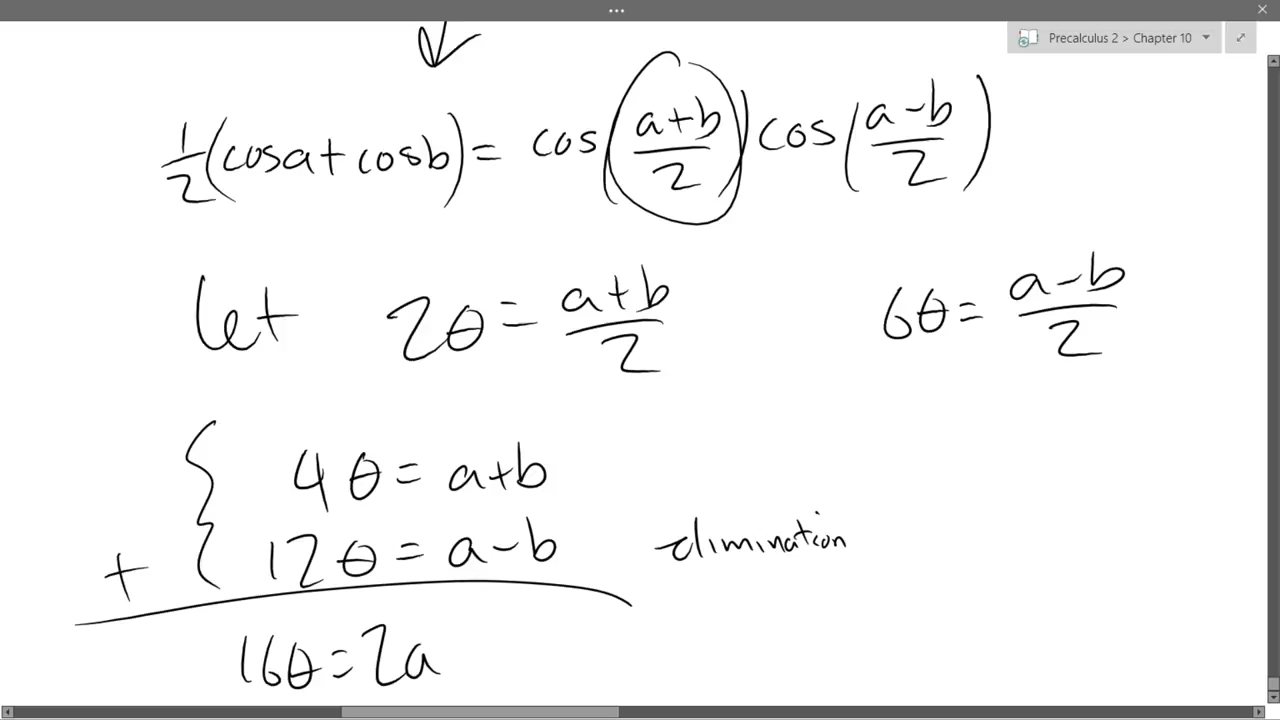 Precalculus 2 > Chapter 10
½(cosa+cosb) = cos((a+b)/2)cos((a-b)/2)
let 2θ = (a+b)/2 6θ = (a-b)/2
4θ = a+b
+ 12θ = a-b elimination
16θ = 2a